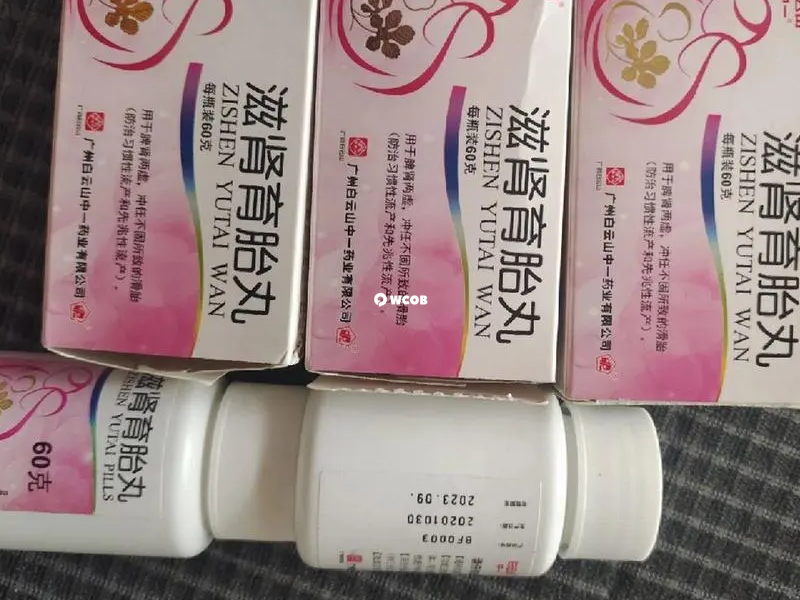 滋肾育胎丸
ZISHEN YUTAI WAN
每瓶装60克
用于脾肾两虚，冲任不固所致的滑胎
（防治习惯性流产和先兆性流产）。
广州白云山中一药业有限公司
滋肾育胎丸
ZISHEN YUTAI WAN
每瓶装60克
用于脾肾两虚，冲任不固所致的滑胎
（防治习惯性流产和先兆性流产）。
广州白云山中一药业有限公司
滋肾育胎丸
ZISHEN YUTAI WAN
每瓶装60克
用于脾肾两虚，冲任不固所致的滑胎
（防治习惯性流产和先兆性流产）。
广州白云山中一药业有限公司
WCOB
滋肾育胎丸
ZISHEN YUTAI PILLS
60克
BF0003
20201030
2023.09.